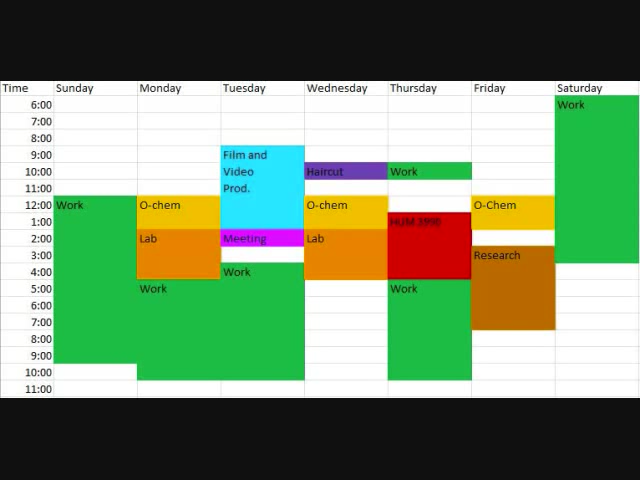 Time Sunday Monday Tuesday Wednesday Thursday Friday Saturday
6:00 Work
7:00
8:00
9:00 Film and
10:00 Video Haircut Work
11:00 Prod.
12:00 Work O-chem O-chem O-Chem
1:00 HUM 3990
2:00 Lab Meeting Lab
3:00 Research
4:00 Work
5:00 Work Work
6:00
7:00
8:00
9:00
10:00
11:00